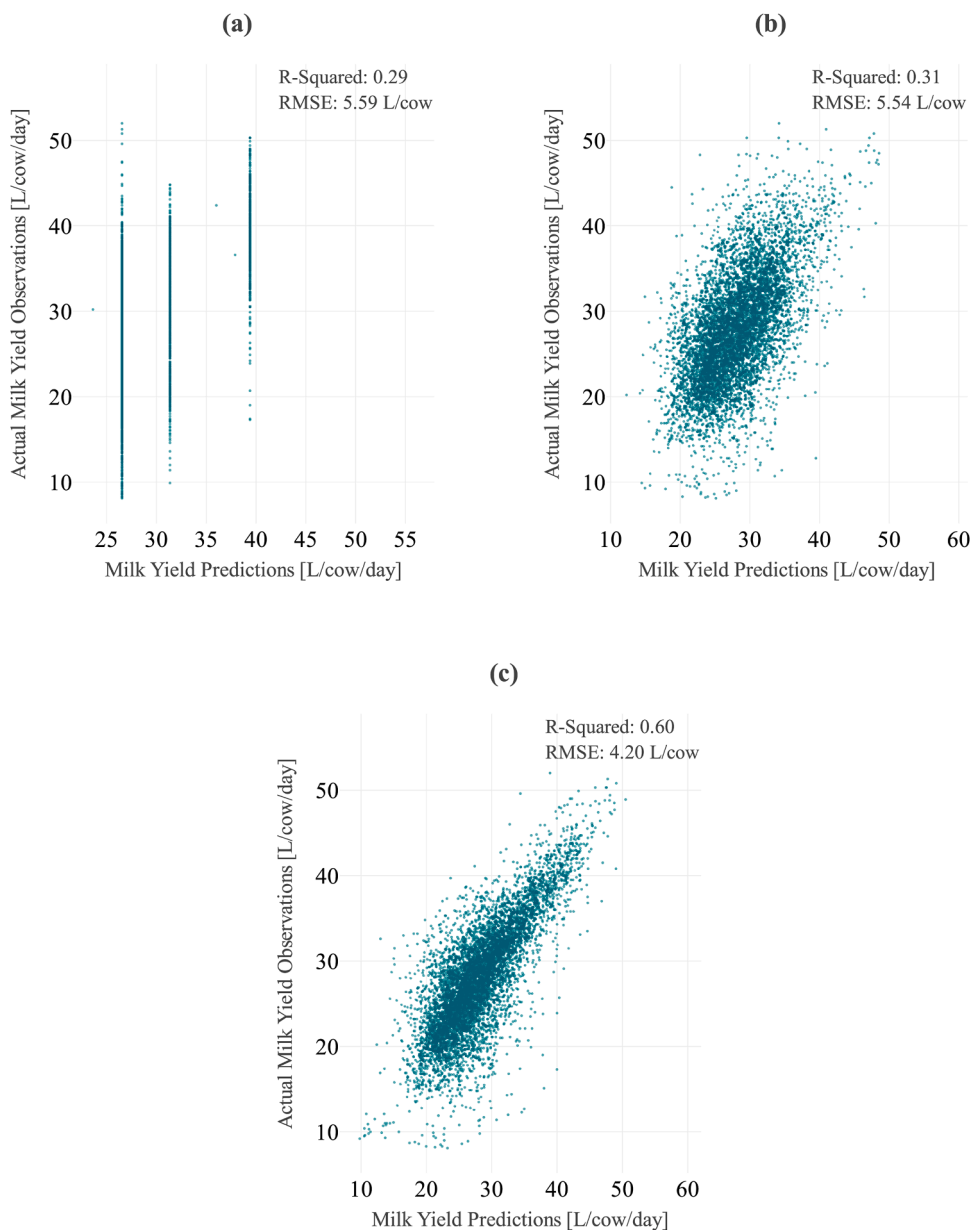 (a)
R-Squared: 0.29
RMSE: 5.59 L/cow
Actual Milk Yield Observations [L/cow/day]
50
40
30
20
10
25 30 35 40 45 50 55
Milk Yield Predictions [L/cow/day]
(b)
R-Squared: 0.31
RMSE: 5.54 L/cow
Actual Milk Yield Observations [L/cow/day]
50
40
30
20
10
10 20 30 40 50 60
Milk Yield Predictions [L/cow/day]
(c)
R-Squared: 0.60
RMSE: 4.20 L/cow
Actual Milk Yield Observations [L/cow/day]
50
40
30
20
10
10 20 30 40 50 60
Milk Yield Predictions [L/cow/day]